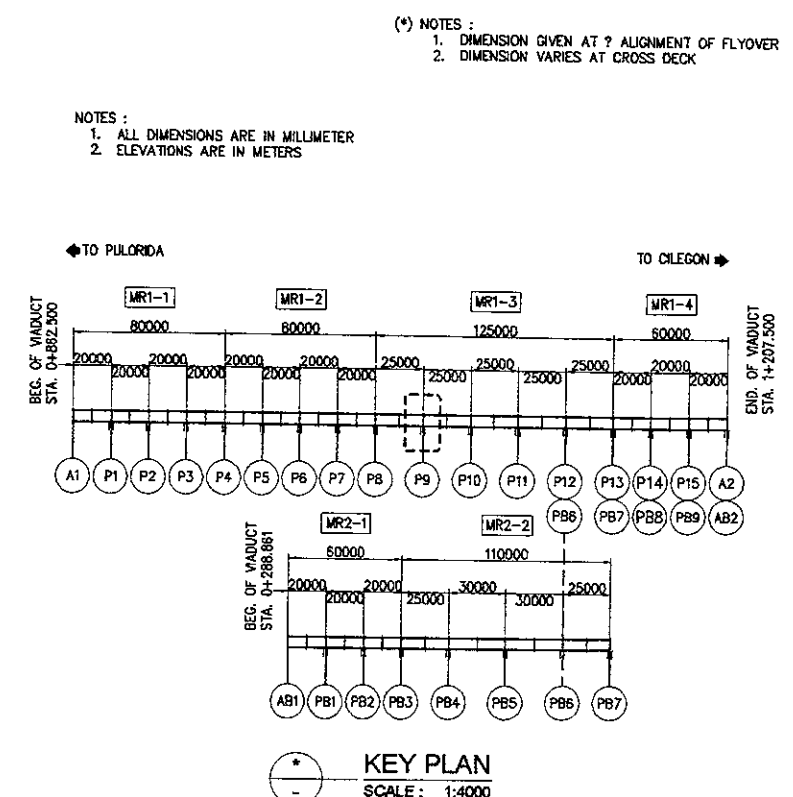 (*) NOTES :
1. DIMENSION GIVEN AT ? ALIGNMENT OF FLYOVER
2. DIMENSION VARIES AT CROSS DECK
NOTES :
1. ALL DIMENSIONS ARE IN MILLIMETER
2. ELEVATIONS ARE IN METERS
TO PULORIDA
TO CILEGON
MR1-1 MR1-2 MR1-3 MR1-4
BEG. OF VIADUCT
STA. 0+862.500
80000 80000 125000 60000
END. OF VIADUCT
STA. 1+207.500
20000 20000 20000 20000 20000 20000 20000 20000 25000 25000 25000 25000 25000 20000 20000 20000
A1 P1 P2 P3 P4 P5 P6 P7 P8 P9 P10 P11 P12 P13 P14 P15 A2
PB6 PB7 PB8 PB9 AB2
MR2-1 MR2-2
BEG. OF VIADUCT
STA. 0+288.861
60000 110000
20000 20000 20000 25000 30000 30000 25000
AB1 PB1 PB2 PB3 PB4 PB5 PB6 PB7
* KEY PLAN
- SCALE : 1:4000